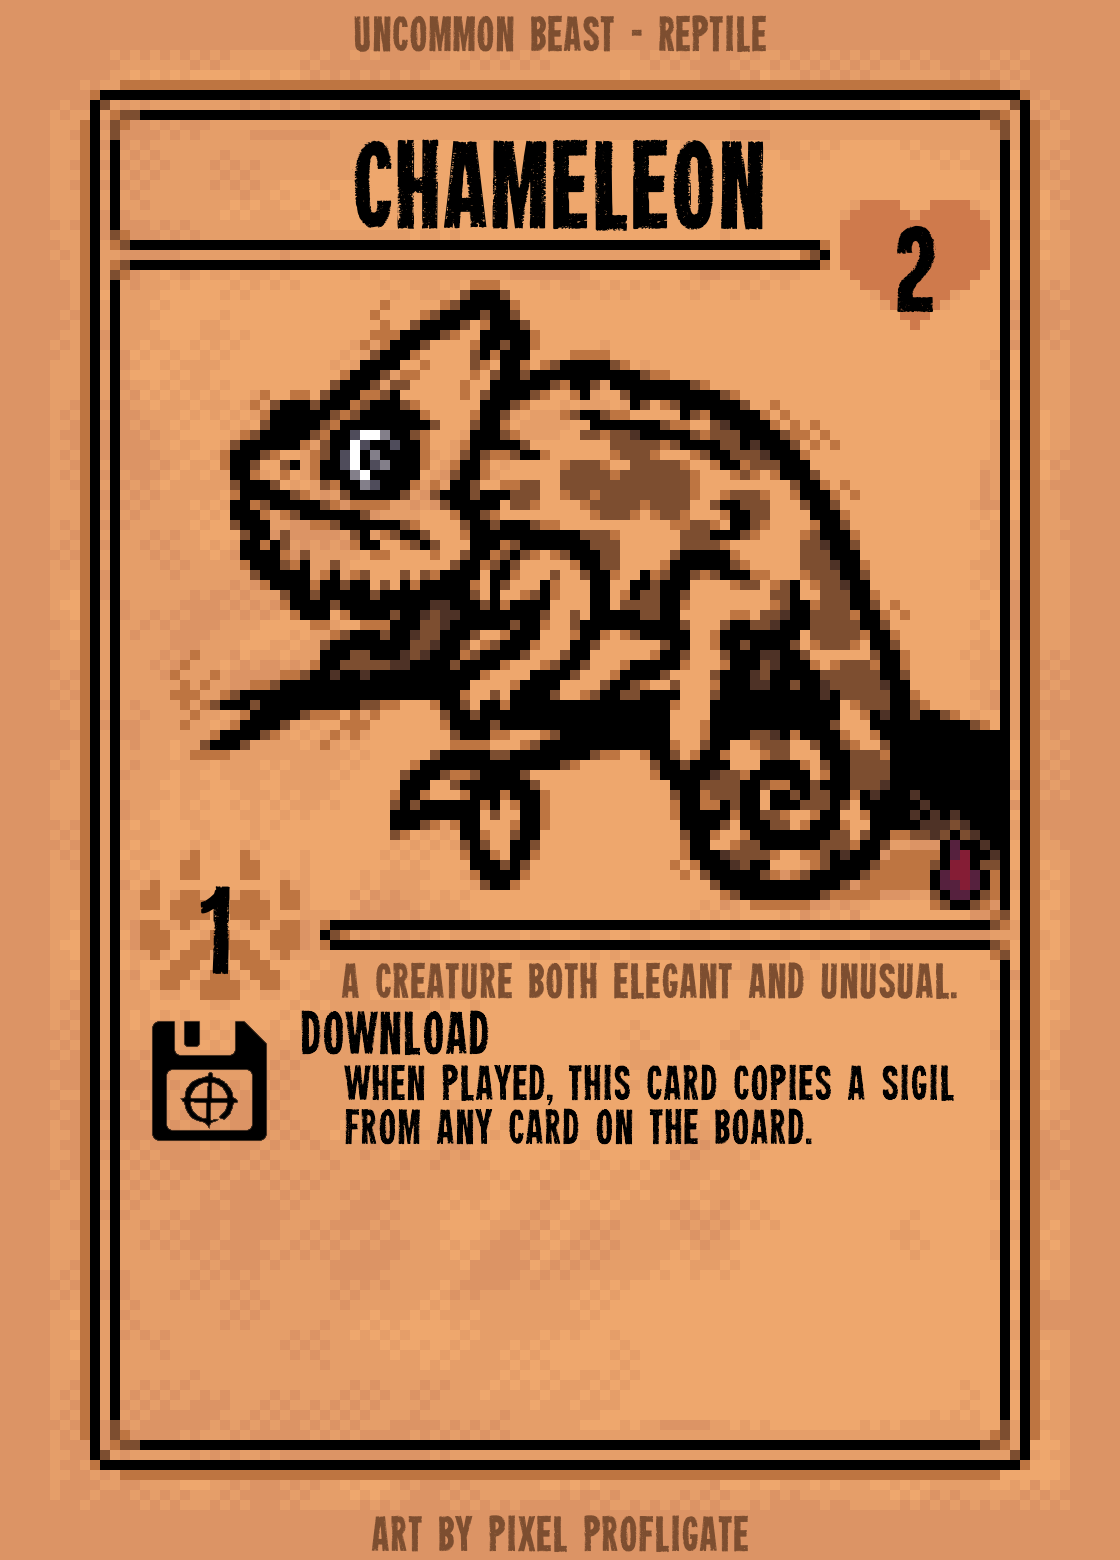 UNCOMMON BEAST - REPTILE
CHAMELEON
2
1
A CREATURE BOTH ELEGANT AND UNUSUAL.
DOWNLOAD
WHEN PLAYED, THIS CARD COPIES A SIGIL
FROM ANY CARD ON THE BOARD.
ART BY PIXEL PROFLIGATE